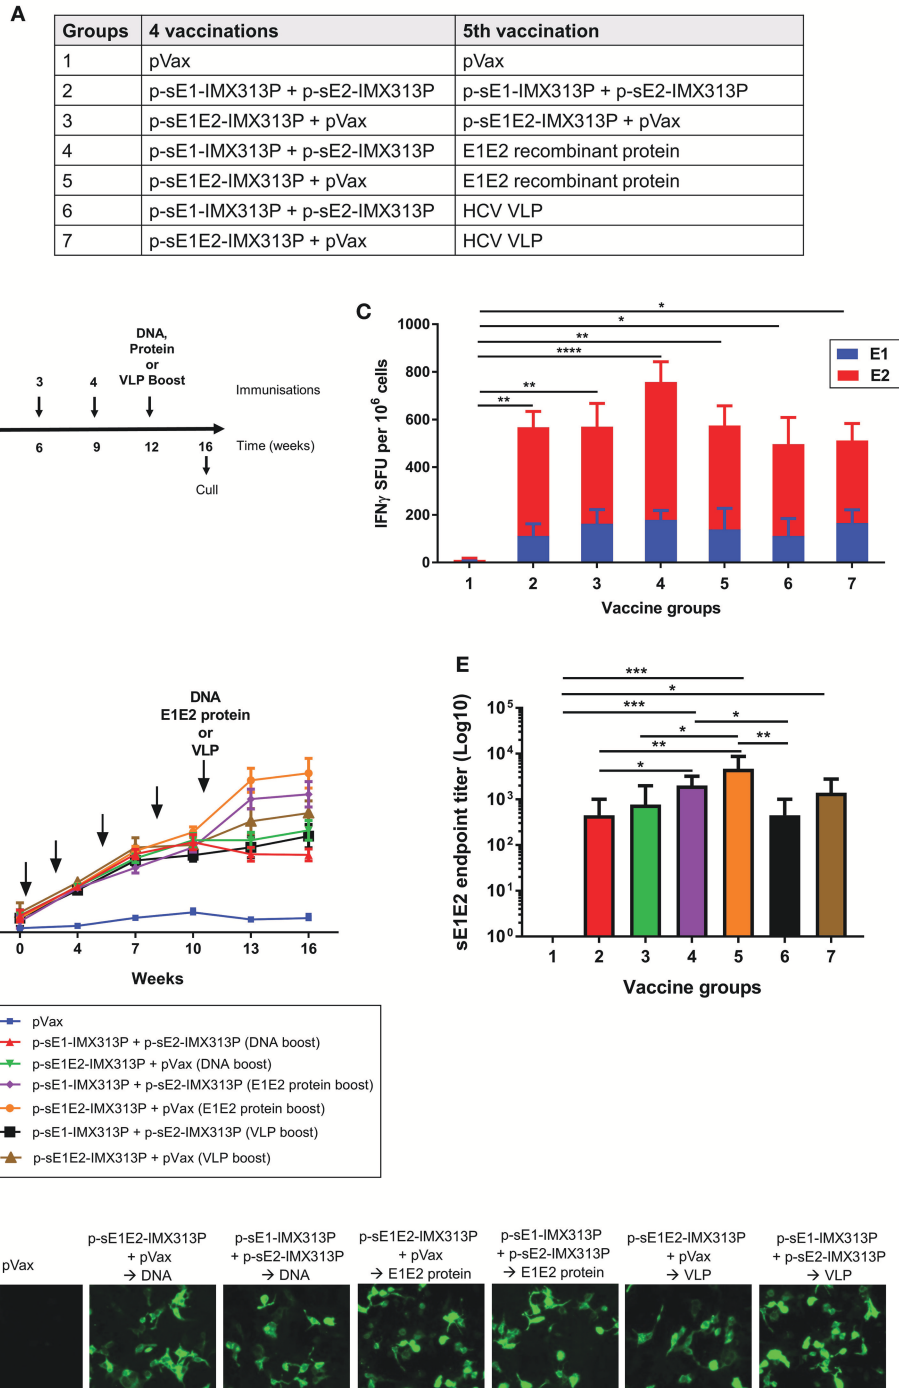 A
Groups 4 vaccinations 5th vaccination
1 pVax pVax
2 p-sE1-IMX313P + p-sE2-IMX313P p-sE1-IMX313P + p-sE2-IMX313P
3 p-sE1E2-IMX313P + pVax p-sE1E2-IMX313P + pVax
4 p-sE1-IMX313P + p-sE2-IMX313P E1E2 recombinant protein
5 p-sE1E2-IMX313P + pVax E1E2 recombinant protein
6 p-sE1-IMX313P + p-sE2-IMX313P HCV VLP
7 p-sE1E2-IMX313P + pVax HCV VLP
DNA,
Protein
or
VLP Boost
3 4 Immunisations
6 9 12 16 Time (weeks)
Cull
C
*
*
**
****
**
**
E1
E2
IFNγ SFU per 10⁶ cells
1000
800
600
400
200
0
1 2 3 4 5 6 7
Vaccine groups
DNA
E1E2 protein
or
VLP
0 4 7 10 13 16
Weeks
E
***
*
***
*
*
**
**
*
sE1E2 endpoint titer (Log10)
10⁵
10⁴
10³
10²
10¹
10⁰
1 2 3 4 5 6 7
Vaccine groups
pVax
p-sE1-IMX313P + p-sE2-IMX313P (DNA boost)
p-sE1E2-IMX313P + pVax (DNA boost)
p-sE1-IMX313P + p-sE2-IMX313P (E1E2 protein boost)
p-sE1E2-IMX313P + pVax (E1E2 protein boost)
p-sE1-IMX313P + p-sE2-IMX313P (VLP boost)
p-sE1E2-IMX313P + pVax (VLP boost)
pVax
p-sE1E2-IMX313P
+ pVax
→ DNA
p-sE1-IMX313P
+ p-sE2-IMX313P
→ DNA
p-sE1E2-IMX313P
+ pVax
→ E1E2 protein
p-sE1-IMX313P
+ p-sE2-IMX313P
→ E1E2 protein
p-sE1E2-IMX313P
+ pVax
→ VLP
p-sE1-IMX313P
+ p-sE2-IMX313P
→ VLP